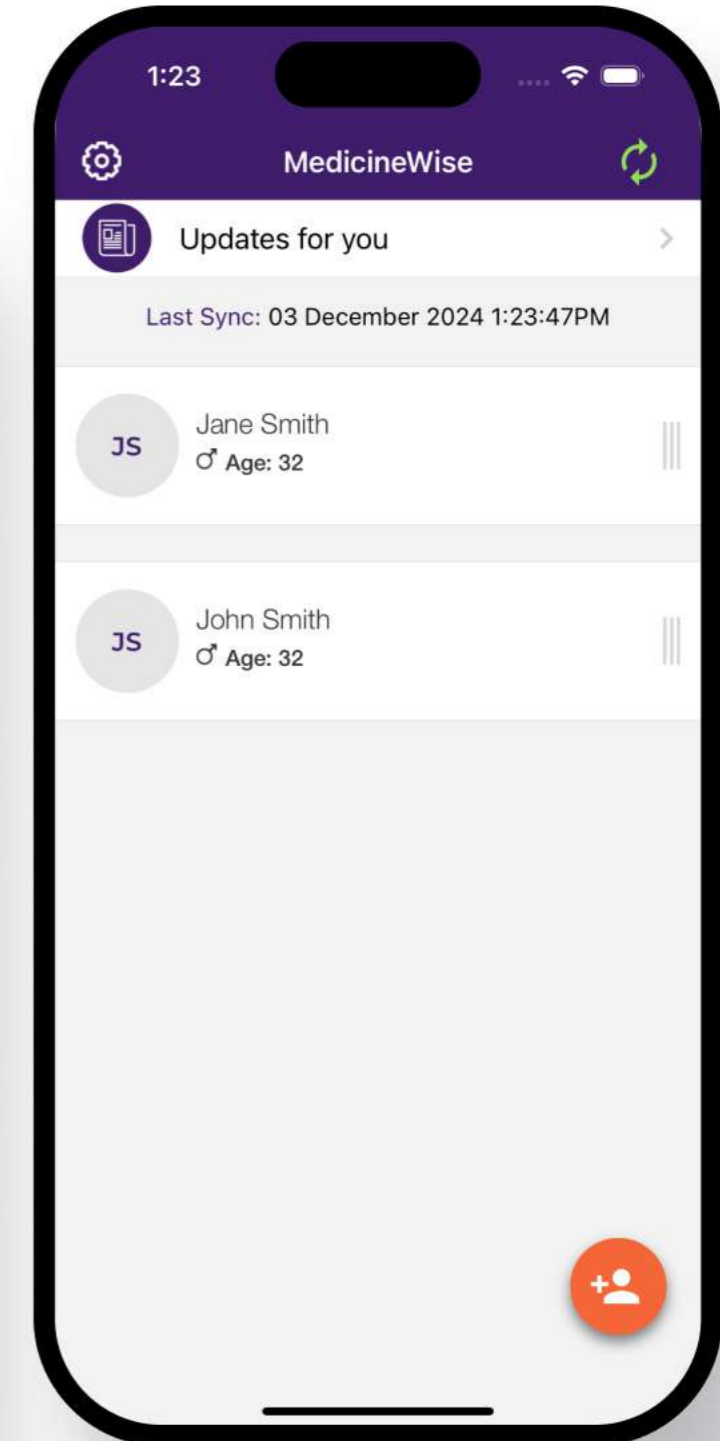 1:23
MedicineWise
Updates for you
Last Sync: 03 December 2024 1:23:47PM
JS
Jane Smith
♂ Age: 32
JS
John Smith
♂ Age: 32